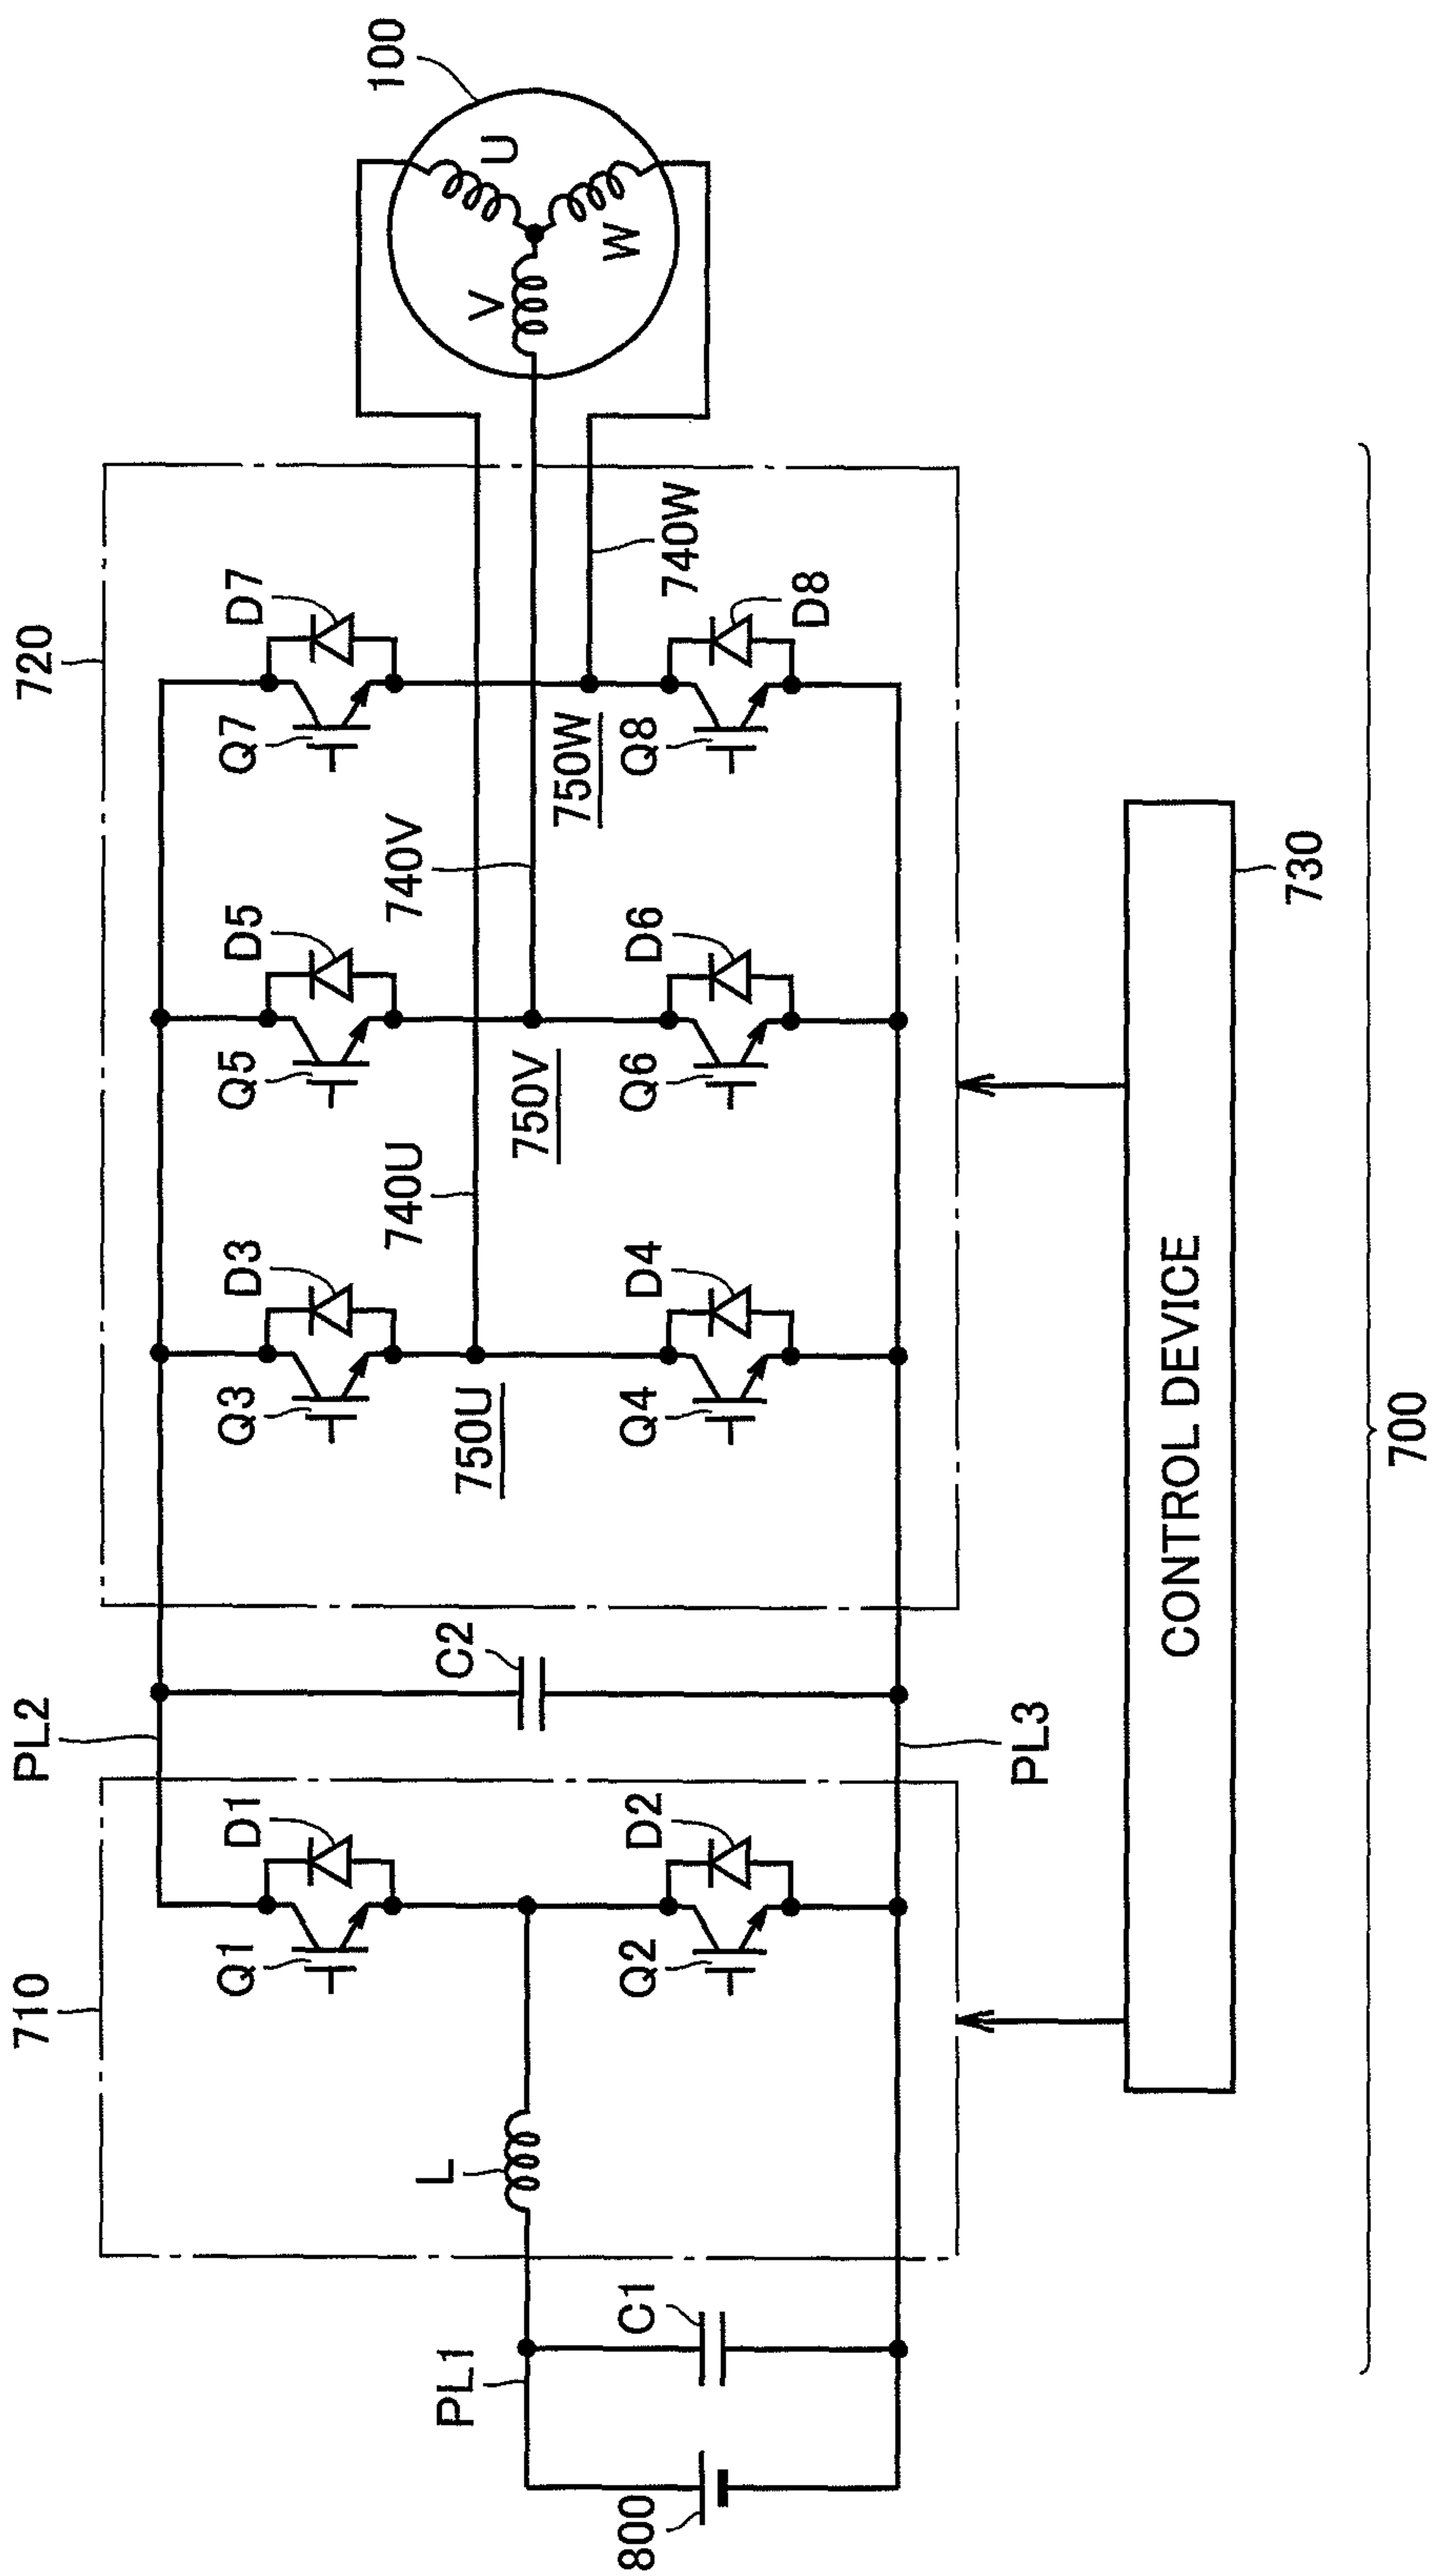 700
710
720
PL2
100
Q1
D1
Q3
D3
Q5
D5
Q7
D7
PL1
L
C2
740U
740V
U
V
W
750U
750V
750W
740W
800
C1
Q2
D2
Q4
D4
Q6
D6
Q8
D8
PL3
CONTROL DEVICE
730